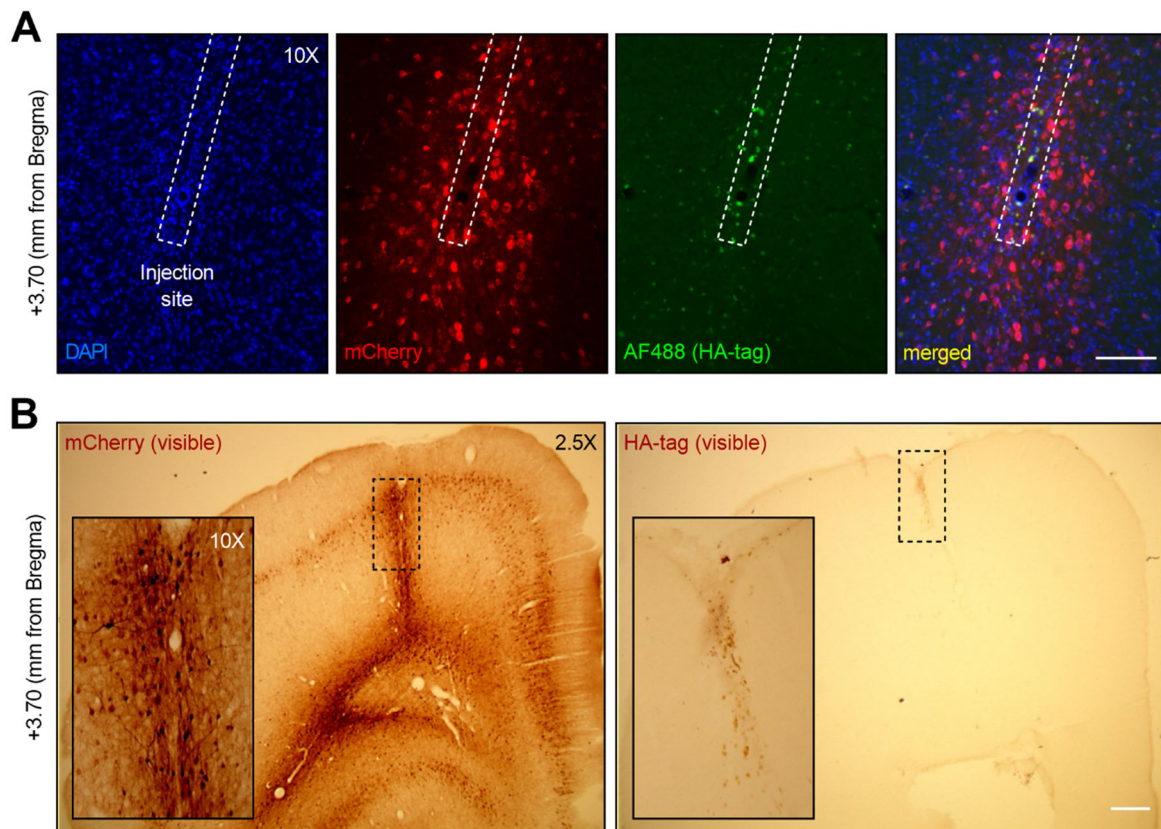 A
+3.70 (mm from Bregma)
10X
Injection
site
DAPI
mCherry
AF488 (HA-tag)
merged
B
+3.70 (mm from Bregma)
mCherry (visible)
2.5X
10X
HA-tag (visible)